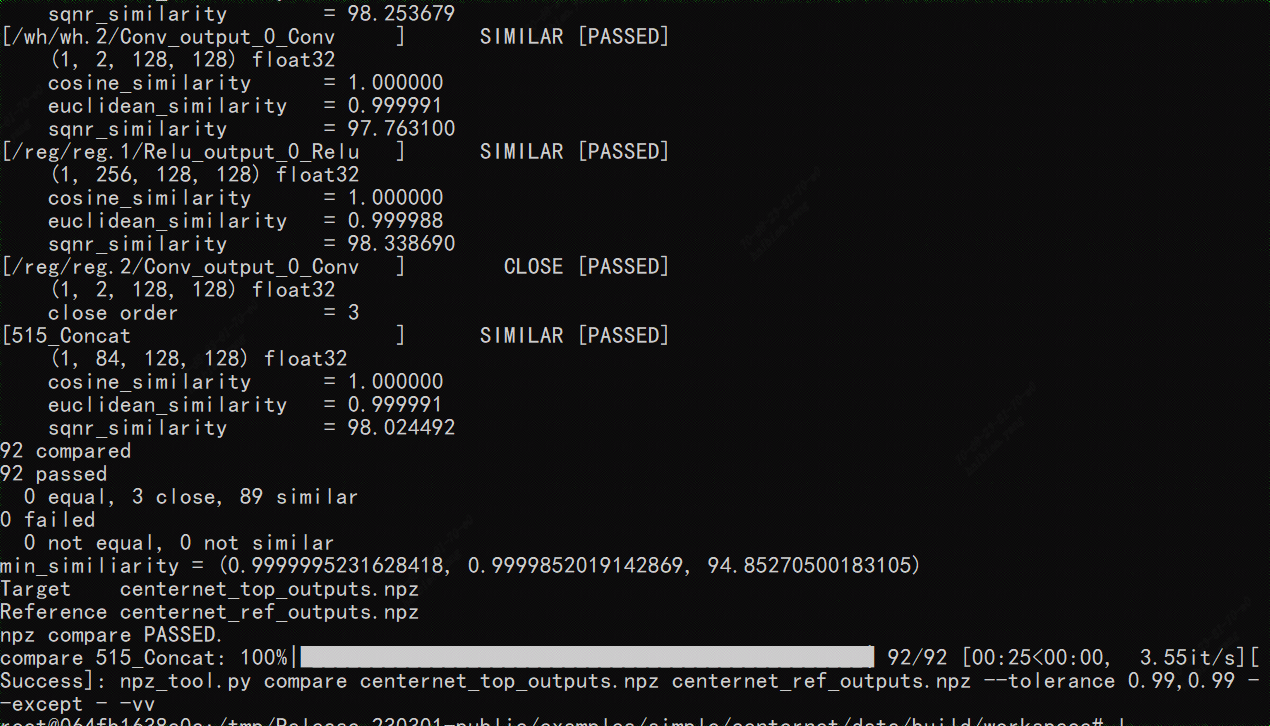 sqnr_similarity = 98.253679
[/wh/wh.2/Conv_output_0_Conv ] SIMILAR [PASSED]
(1, 2, 128, 128) float32
cosine_similarity = 1.000000
euclidean_similarity = 0.999991
sqnr_similarity = 97.763100
[/reg/reg.1/Relu_output_0_Relu ] SIMILAR [PASSED]
(1, 256, 128, 128) float32
cosine_similarity = 1.000000
euclidean_similarity = 0.999988
sqnr_similarity = 98.338690
[/reg/reg.2/Conv_output_0_Conv ] CLOSE [PASSED]
(1, 2, 128, 128) float32
close order = 3
[515_Concat ] SIMILAR [PASSED]
(1, 84, 128, 128) float32
cosine_similarity = 1.000000
euclidean_similarity = 0.999991
sqnr_similarity = 98.024492
92 compared
92 passed
0 equal, 3 close, 89 similar
0 failed
0 not equal, 0 not similar
min_similiarity = (0.9999995231628418, 0.9999852019142869, 94.85270500183105)
Target centernet_top_outputs.npz
Reference centernet_ref_outputs.npz
npz compare PASSED.
compare 515_Concat: 100%| | 92/92 [00:25<00:00, 3.55it/s][
Success]: npz_tool.py compare centernet_top_outputs.npz centernet_ref_outputs.npz --tolerance 0.99,0.99 -
-except - -vv